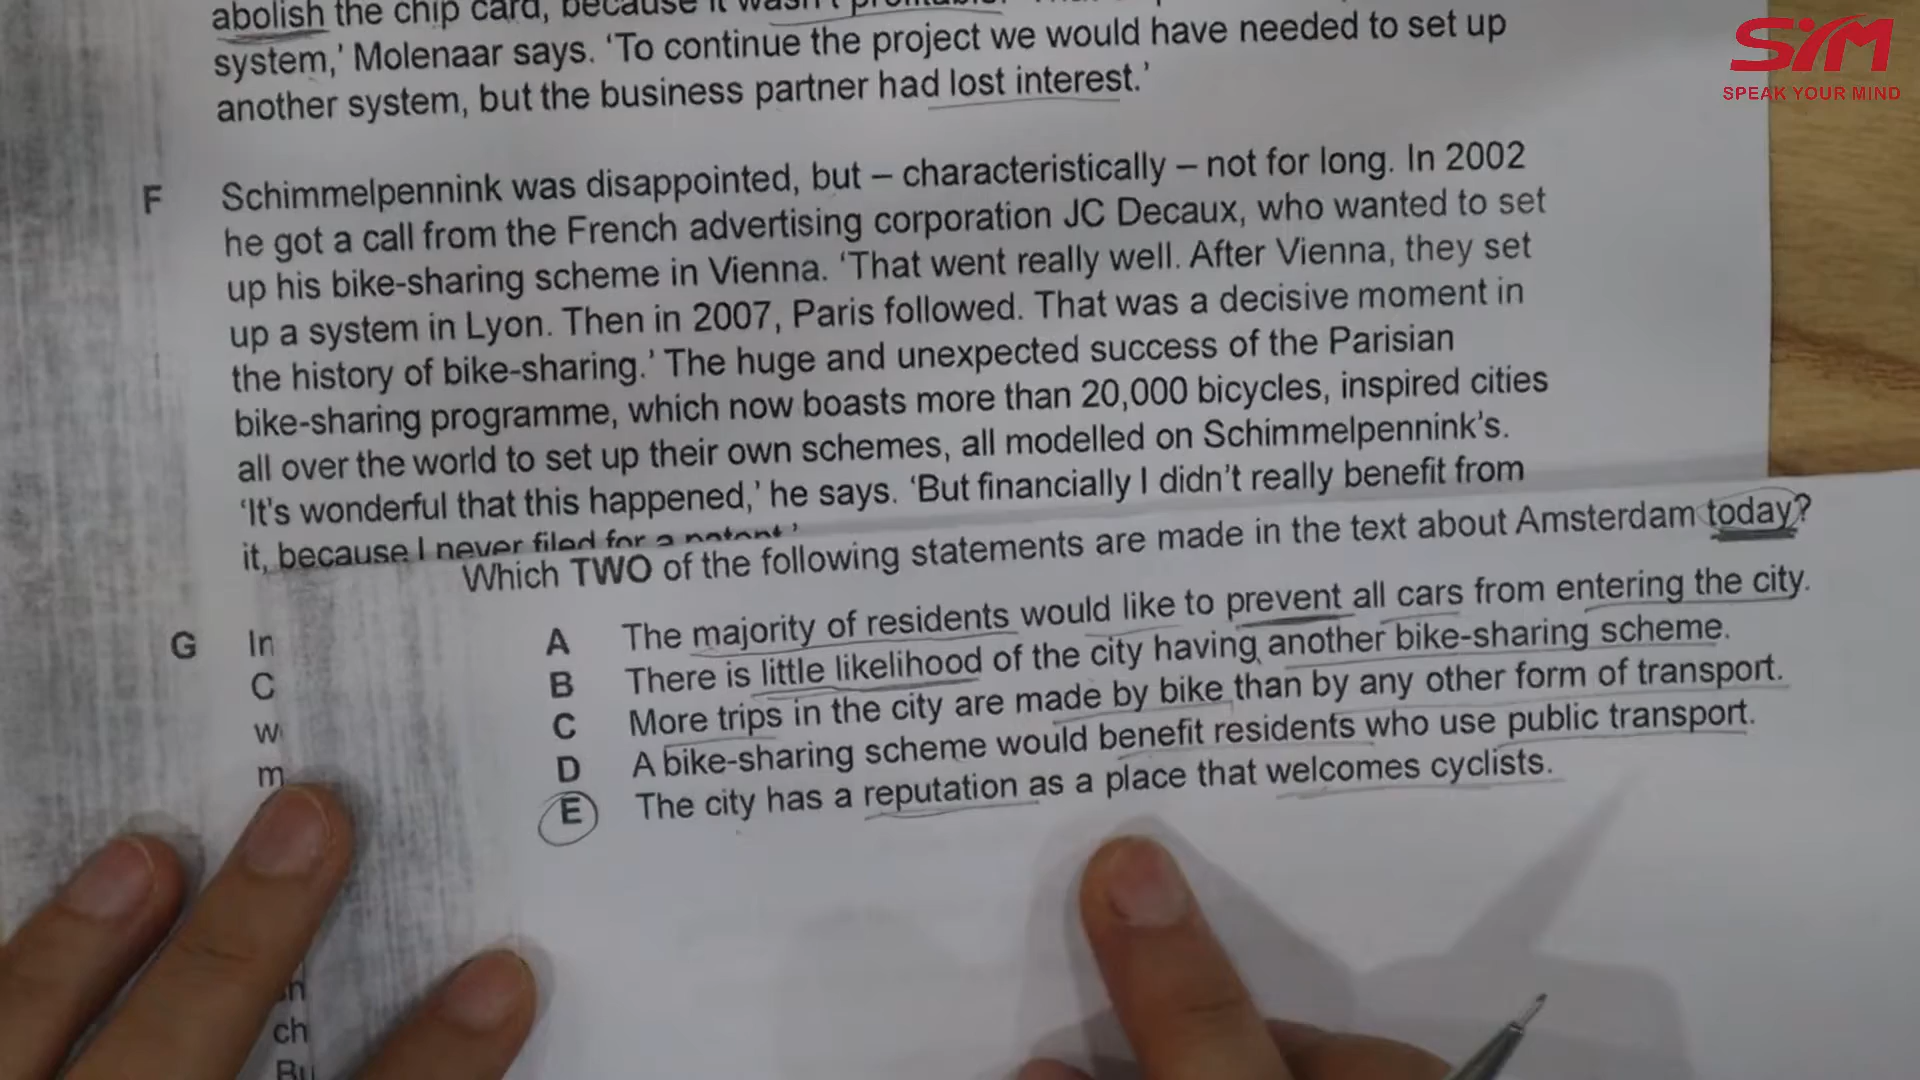 abolish the chip card, because it wasn't profitable.
system,' Molenaar says. 'To continue the project we would have needed to set up
another system, but the business partner had lost interest.'
SIM
SPEAK YOUR MIND
F Schimmelpennink was disappointed, but – characteristically – not for long. In 2002
he got a call from the French advertising corporation JC Decaux, who wanted to set
up his bike-sharing scheme in Vienna. 'That went really well. After Vienna, they set
up a system in Lyon. Then in 2007, Paris followed. That was a decisive moment in
the history of bike-sharing.' The huge and unexpected success of the Parisian
bike-sharing programme, which now boasts more than 20,000 bicycles, inspired cities
all over the world to set up their own schemes, all modelled on Schimmelpennink's.
'It's wonderful that this happened,' he says. 'But financially I didn't really benefit from
it, because I never filed for a patent.'
Which TWO of the following statements are made in the text about Amsterdam today?
A The majority of residents would like to prevent all cars from entering the city.
B There is little likelihood of the city having another bike-sharing scheme.
C More trips in the city are made by bike than by any other form of transport.
D A bike-sharing scheme would benefit residents who use public transport.
E The city has a reputation as a place that welcomes cyclists.
G In
C
w
m
ch